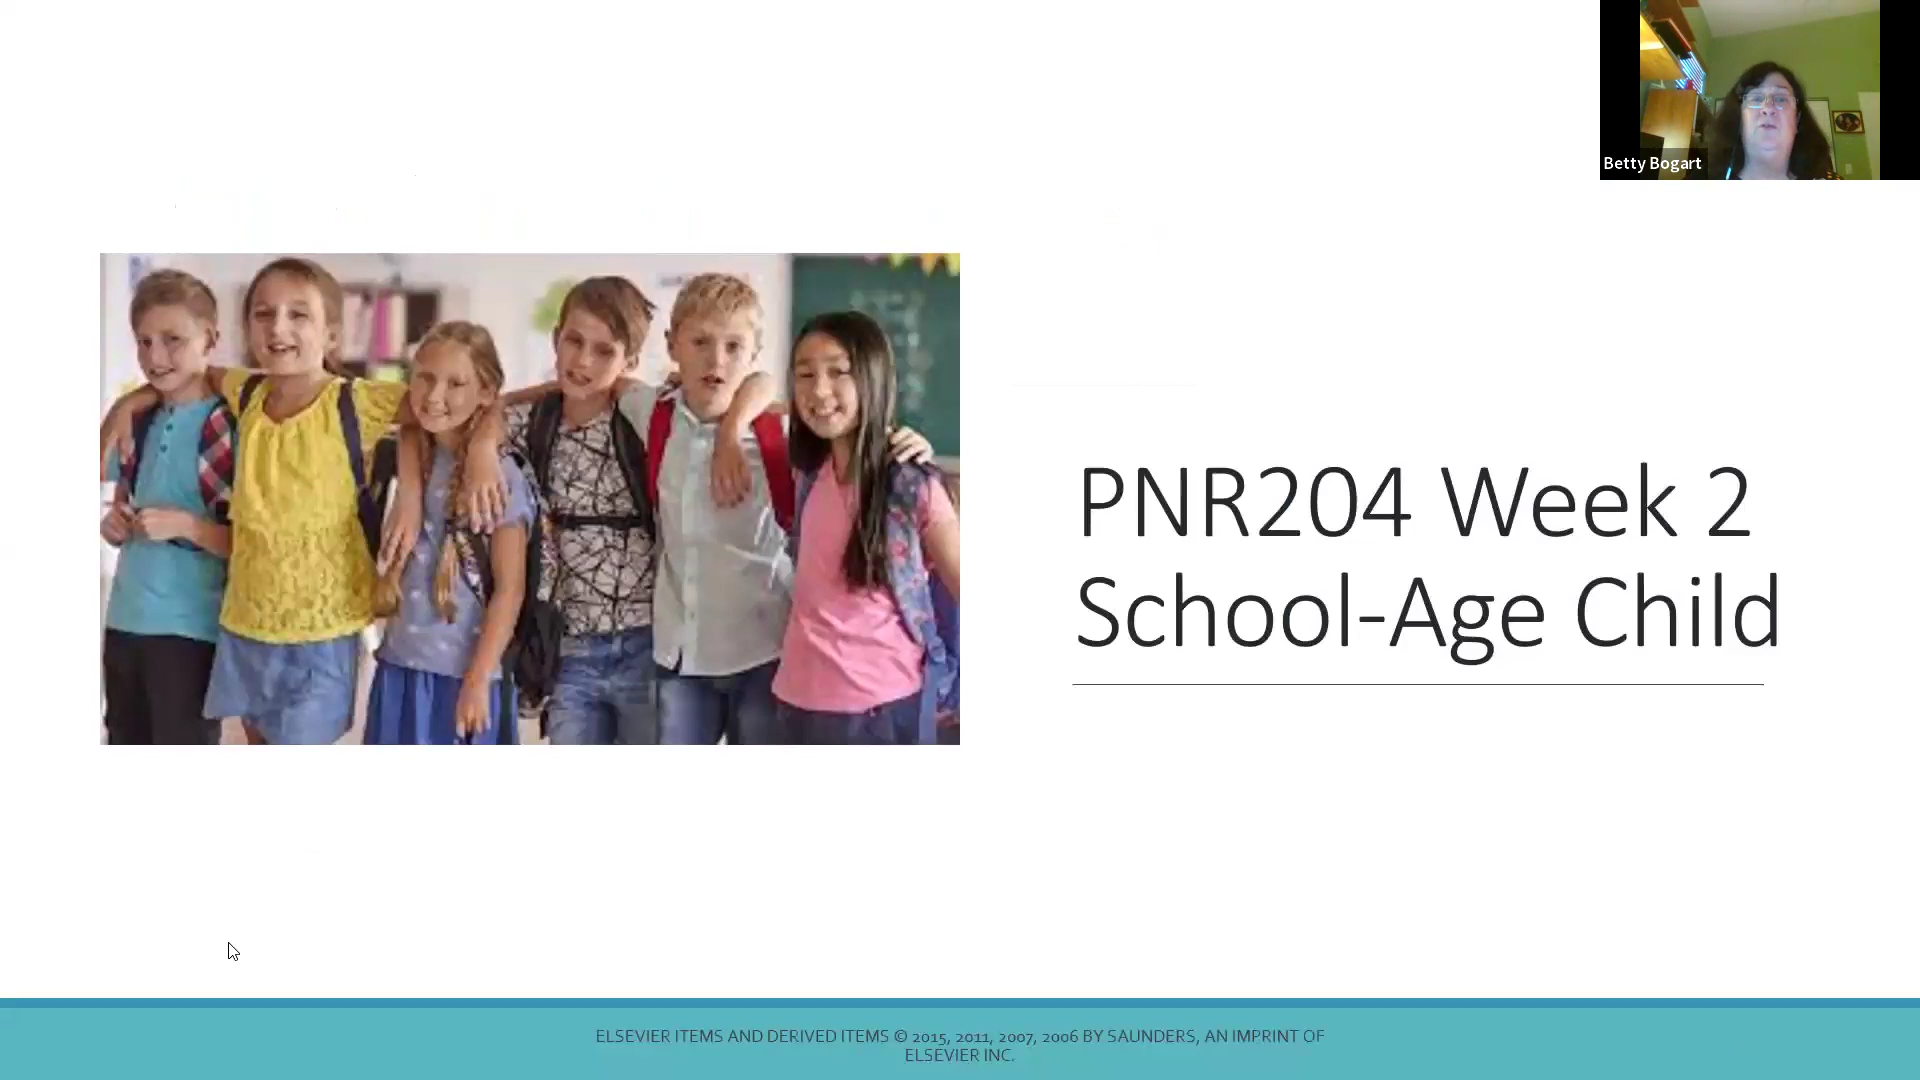 Betty Bogart
PNR204 Week 2
School-Age Child
ELSEVIER ITEMS AND DERIVED ITEMS © 2015, 2011, 2007, 2006 BY SAUNDERS, AN IMPRINT OF
ELSEVIER INC.